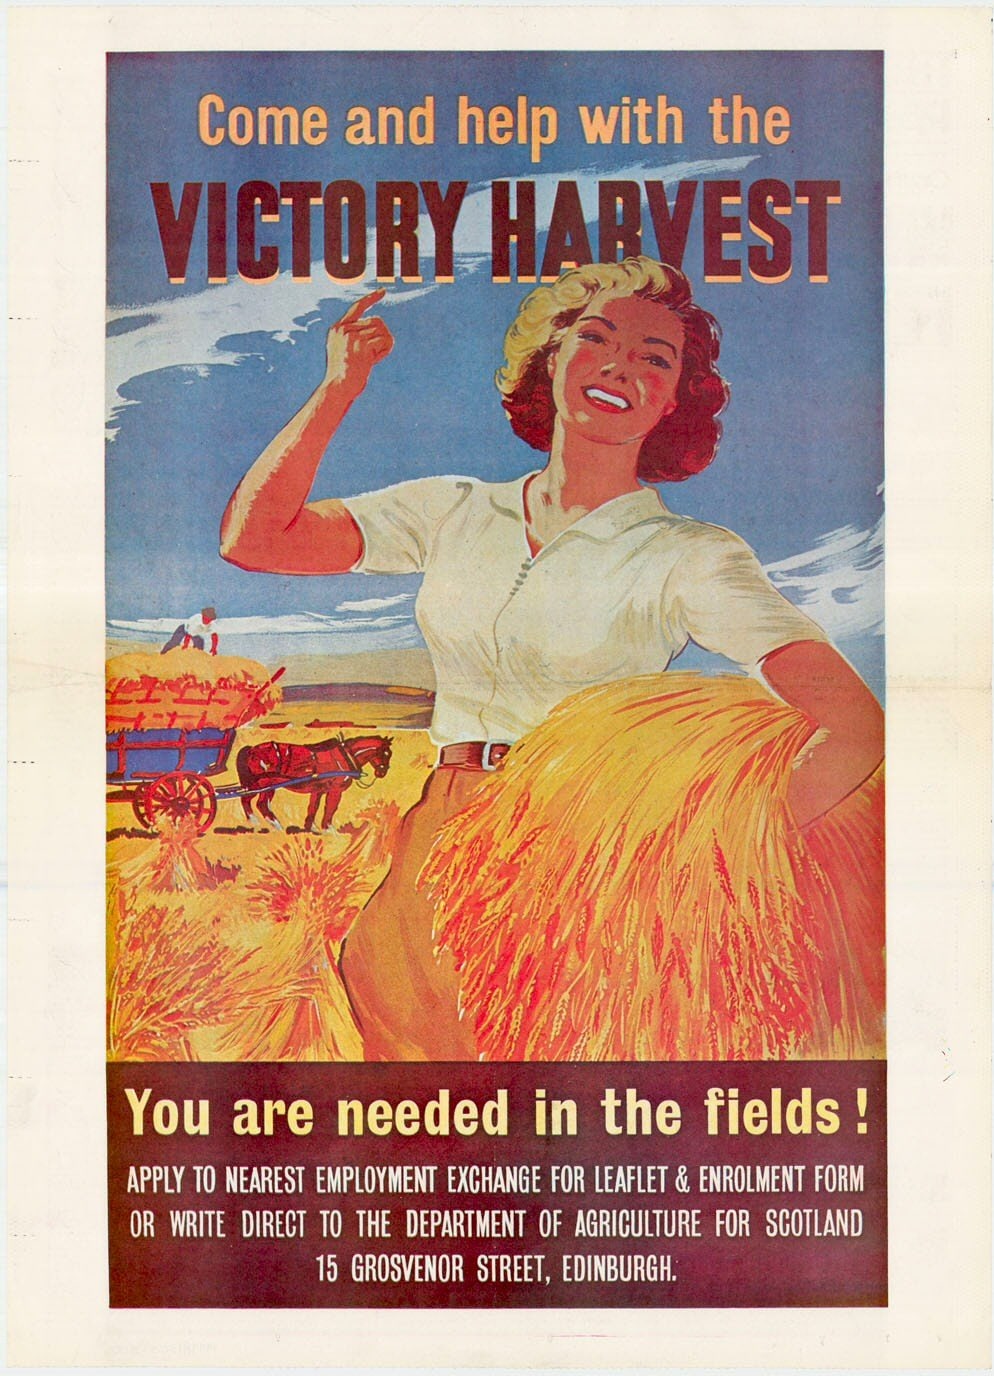 Come and help with the
VICTORY HARVEST
You are needed in the fields!
APPLY TO NEAREST EMPLOYMENT EXCHANGE FOR LEAFLET & ENROLMENT FORM
OR WRITE DIRECT TO THE DEPARTMENT OF AGRICULTURE FOR SCOTLAND
15 GROSVENOR STREET, EDINBURGH.